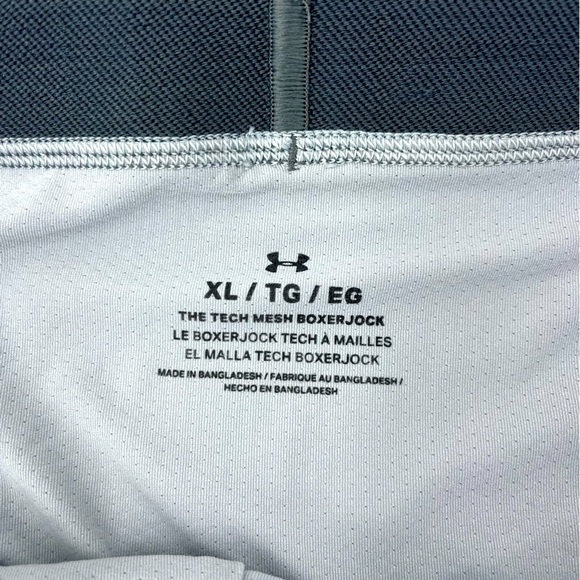 XL / TG / EG
THE TECH MESH BOXERJOCK
LE BOXERJOCK TECH À MAILLES
EL MALLA TECH BOXERJOCK
MADE IN BANGLADESH / FABRIQUE AU BANGLADESH /
HECHO EN BANGLADESH